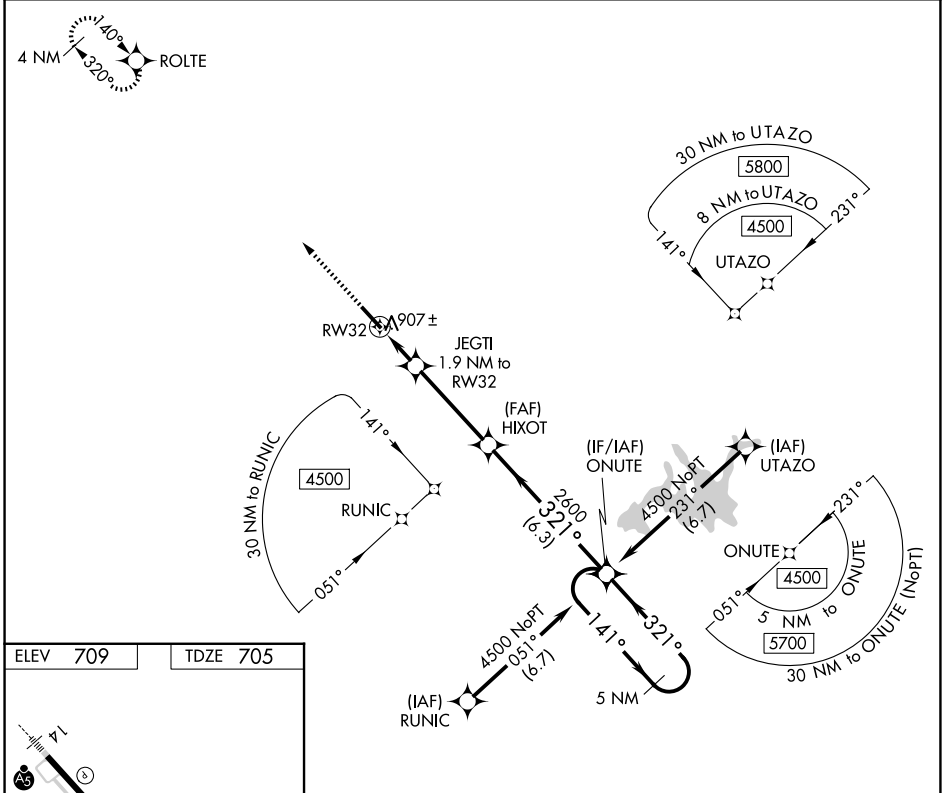 4 NM
140°
320°
ROLTE
30 NM to UTAZO
5800
8 NM to UTAZO
4500
141°
231°
UTAZO
RW32
907 ±
JEGTI
1.9 NM to
RW32
(FAF)
HIXOT
(IF/IAF)
ONUTE
(IAF)
UTAZO
4500 NoPT
231°
(6.7)
2600
321°
(6.3)
30 NM to RUNIC
4500
141°
RUNIC
051°
231°
ONUTE
4500
051°
5 NM to ONUTE
5700
30 NM to ONUTE (NoPT)
141°
321°
5 NM
4500 NoPT
051°
(6.7)
(IAF)
RUNIC
ELEV 709
TDZE 705
14
A5
P